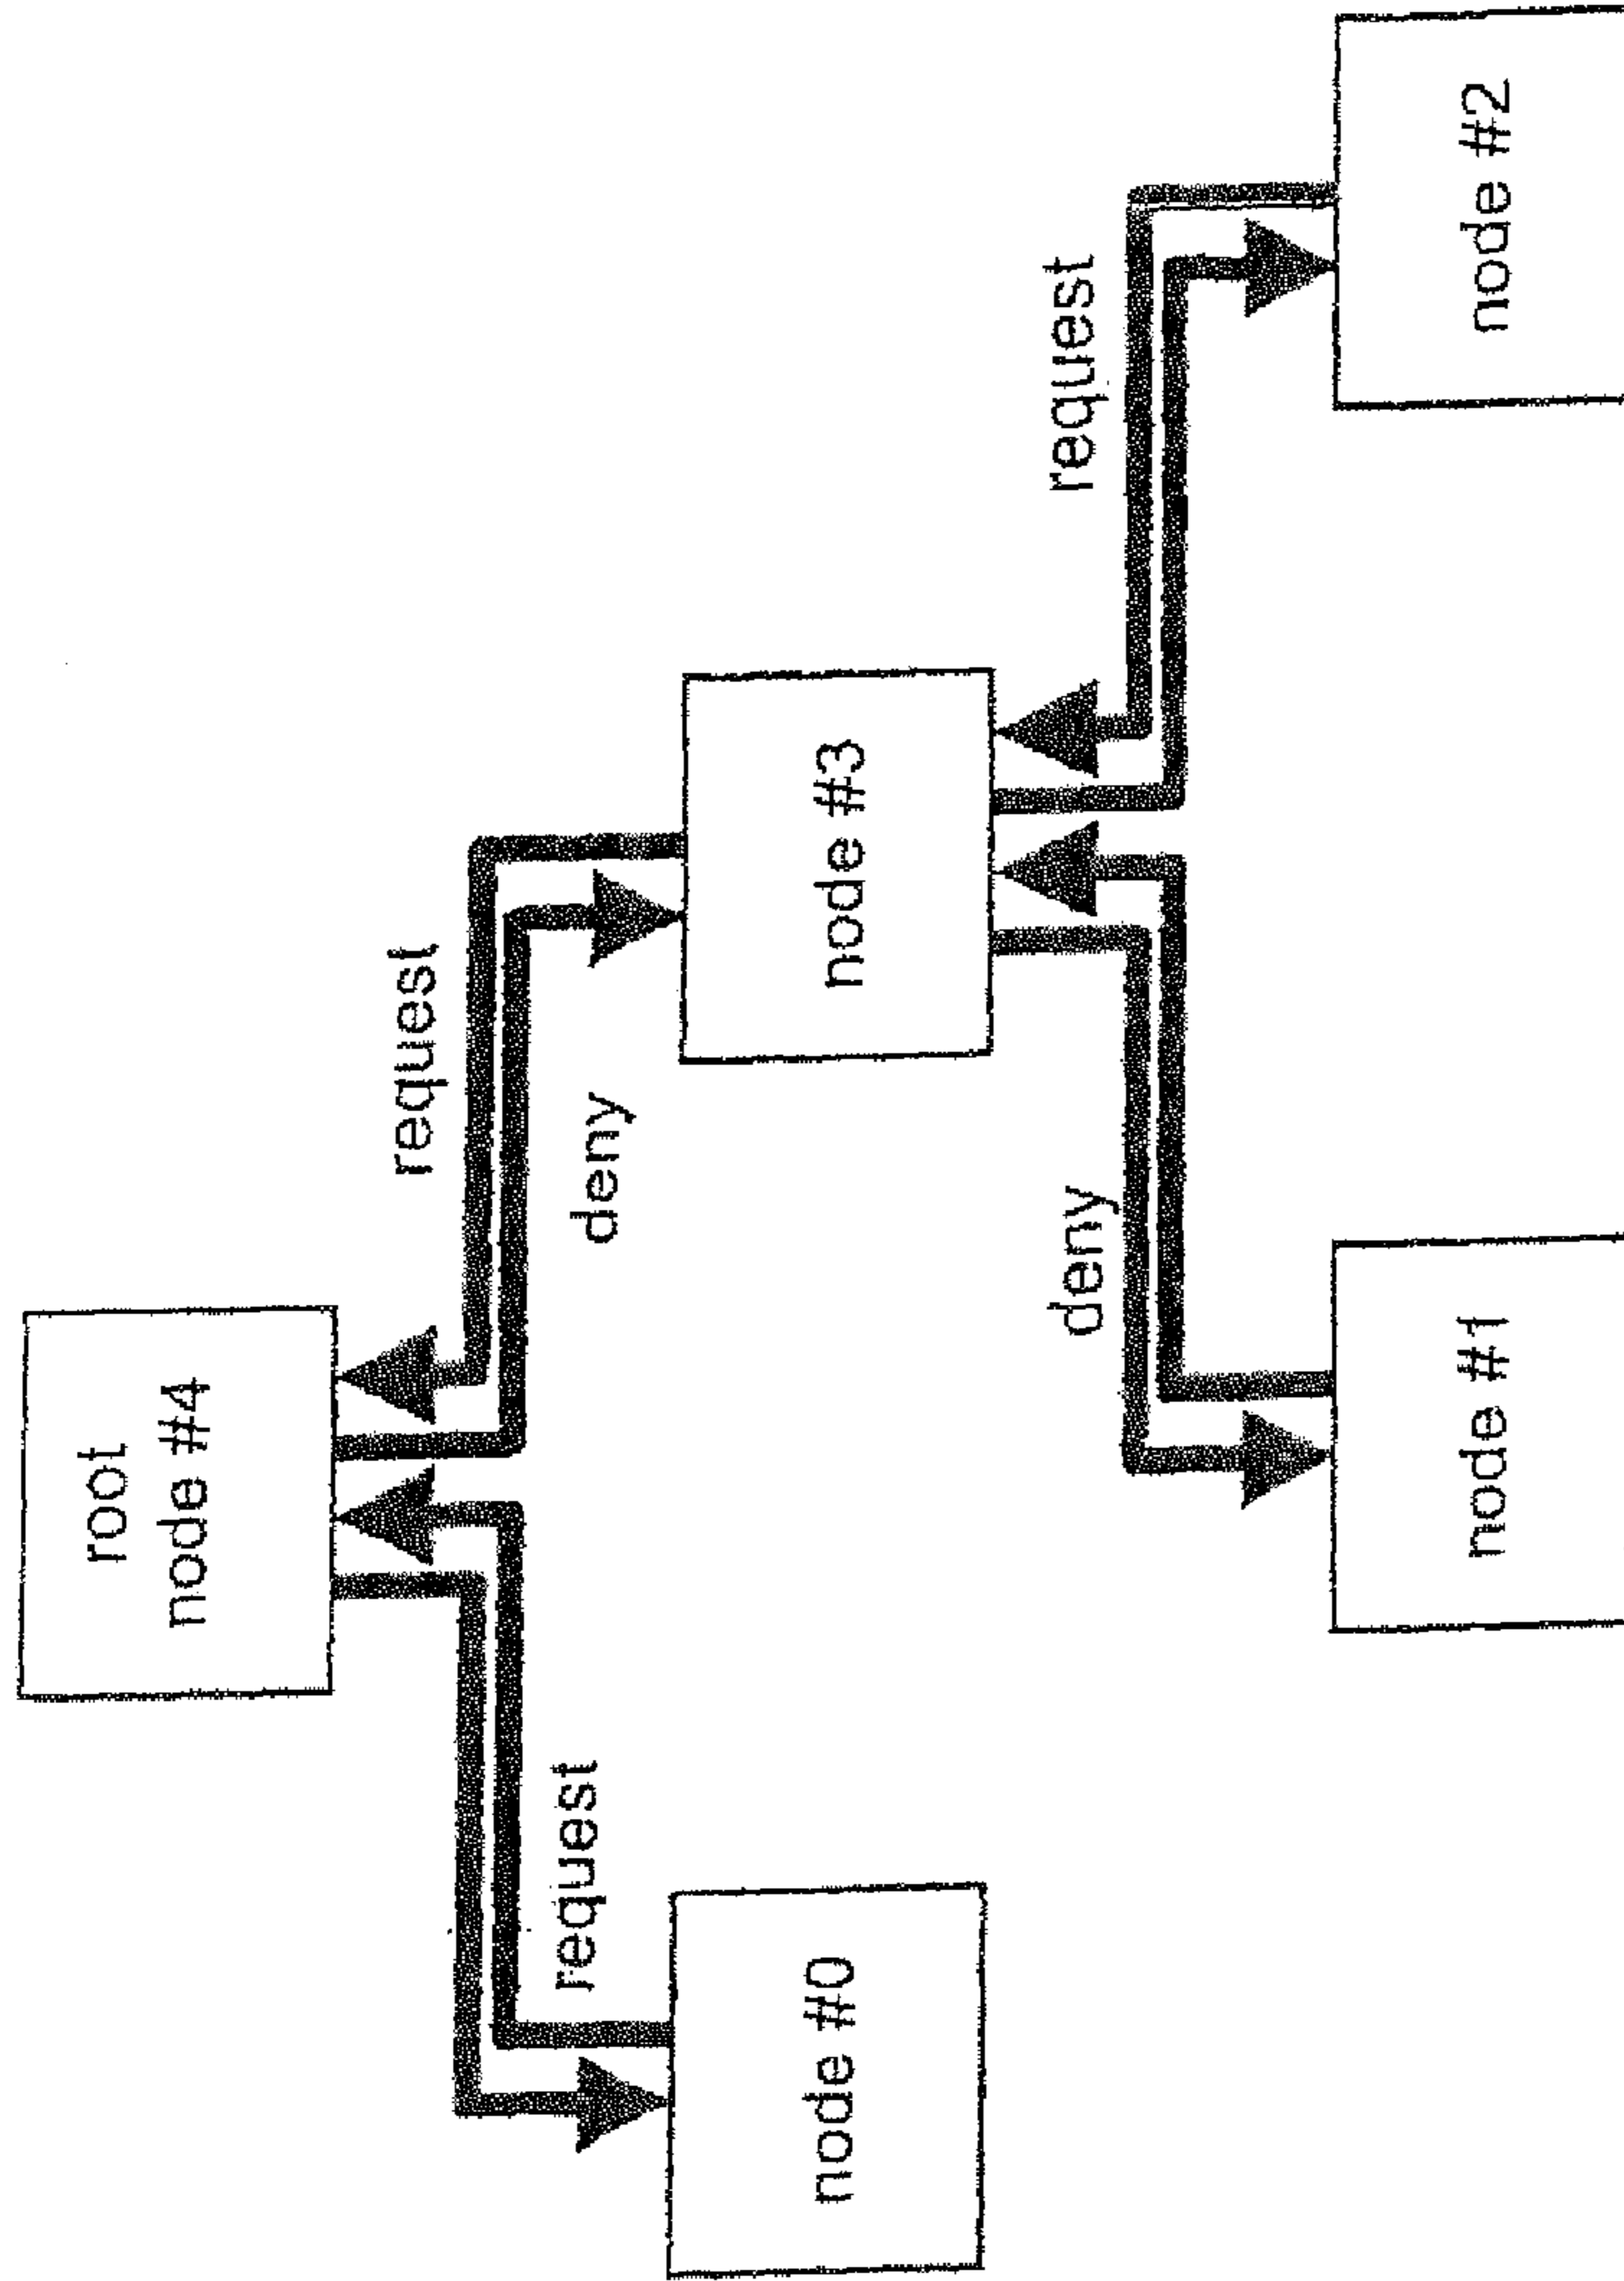 root
node #4
request
request
deny
node #0
node #3
deny
request
node #1
node #2